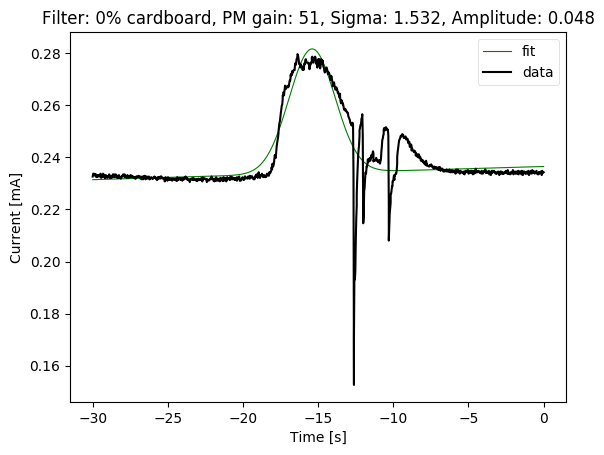 Filter: 0% cardboard, PM gain: 51, Sigma: 1.532, Amplitude: 0.048
fit
data
0.28
0.26
0.24
0.22
0.20
0.18
0.16
Current [mA]
−30 −25 −20 −15 −10 −5 0
Time [s]